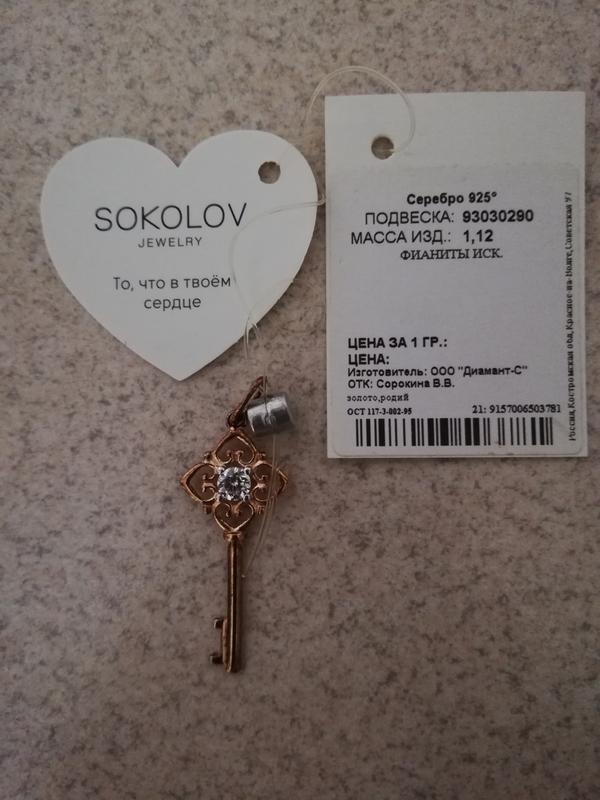 SOKOLOV
JEWELRY
То, что в твоём
сердце
Серебро 925°
ПОДВЕСКА: 93030290
МАССА ИЗД.: 1,12
ФИАНИТЫ ИСК.
ЦЕНА ЗА 1 ГР.:
ЦЕНА:
Изготовитель: ООО "Диамант-С"
ОТК: Сорокина В.В.
золото,родий
ОСТ 117-3-002-95 21: 9157006503781
Россия, Костромская обл, Красное-на-Волге, Советская 97